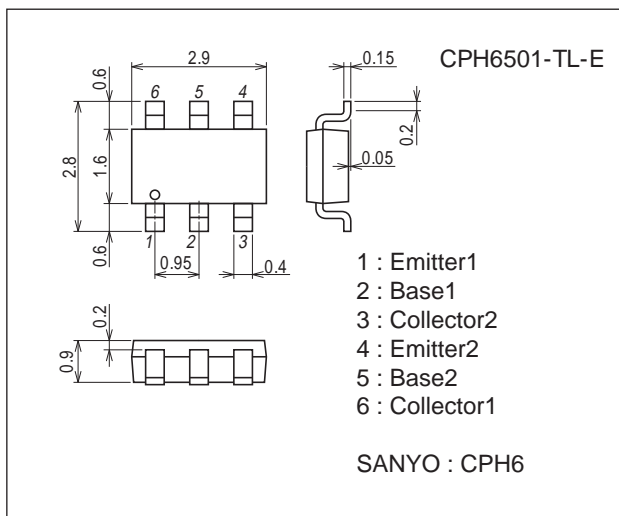 CPH6501-TL-E
2.9
0.15
0.6
6 5 4
0.2
2.8
1.6
0.05
0.6
1 2 3
0.95
0.4
0.2
0.9
1 : Emitter1
2 : Base1
3 : Collector2
4 : Emitter2
5 : Base2
6 : Collector1
SANYO : CPH6